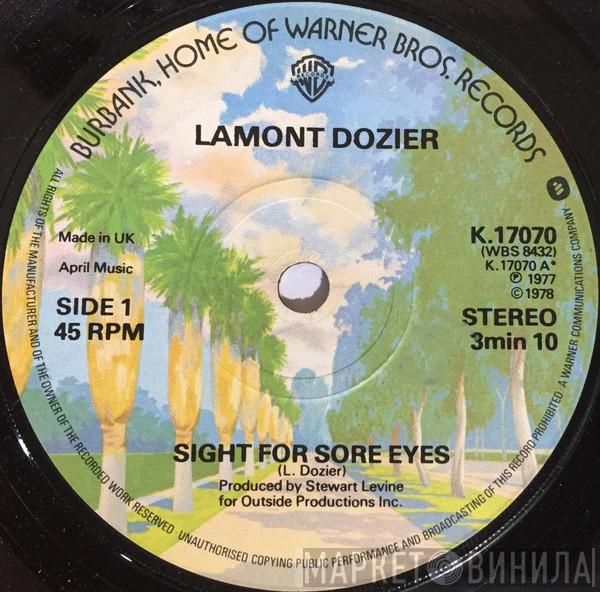 BURBANK, HOME OF WARNER BROS. RECORDS
RECORDS
LAMONT DOZIER
Made in UK
April Music
SIDE 1
45 RPM
K.17070
(WBS 8432)
K.17070 A*
Ⓟ 1977
© 1978
STEREO
3min 10
SIGHT FOR SORE EYES
(L. Dozier)
Produced by Stewart Levine
for Outside Productions Inc.
ALL RIGHTS OF THE MANUFACTURER AND OF THE OWNER OF THE RECORDED WORK RESERVED · UNAUTHORISED COPYING PUBLIC PERFORMANCE AND BROADCASTING OF THIS RECORD PROHIBITED · A WARNER COMMUNICATIONS COMPANY
МАРКЕТ ВИНИЛА